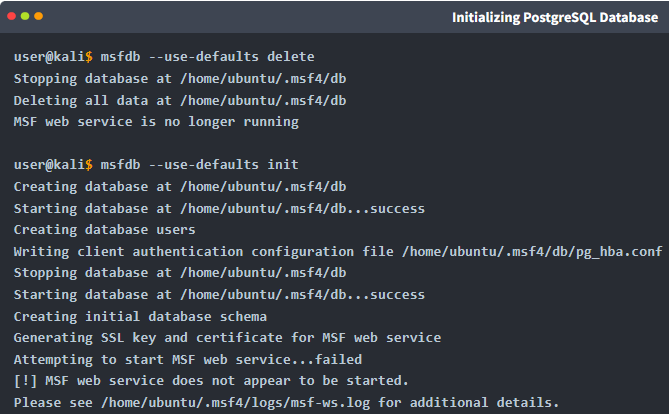 Initializing PostgreSQL Database
user@kali$ msfdb --use-defaults delete
Stopping database at /home/ubuntu/.msf4/db
Deleting all data at /home/ubuntu/.msf4/db
MSF web service is no longer running
user@kali$ msfdb --use-defaults init
Creating database at /home/ubuntu/.msf4/db
Starting database at /home/ubuntu/.msf4/db...success
Creating database users
Writing client authentication configuration file /home/ubuntu/.msf4/db/pg_hba.conf
Stopping database at /home/ubuntu/.msf4/db
Starting database at /home/ubuntu/.msf4/db...success
Creating initial database schema
Generating SSL key and certificate for MSF web service
Attempting to start MSF web service...failed
[!] MSF web service does not appear to be started.
Please see /home/ubuntu/.msf4/logs/msf-ws.log for additional details.